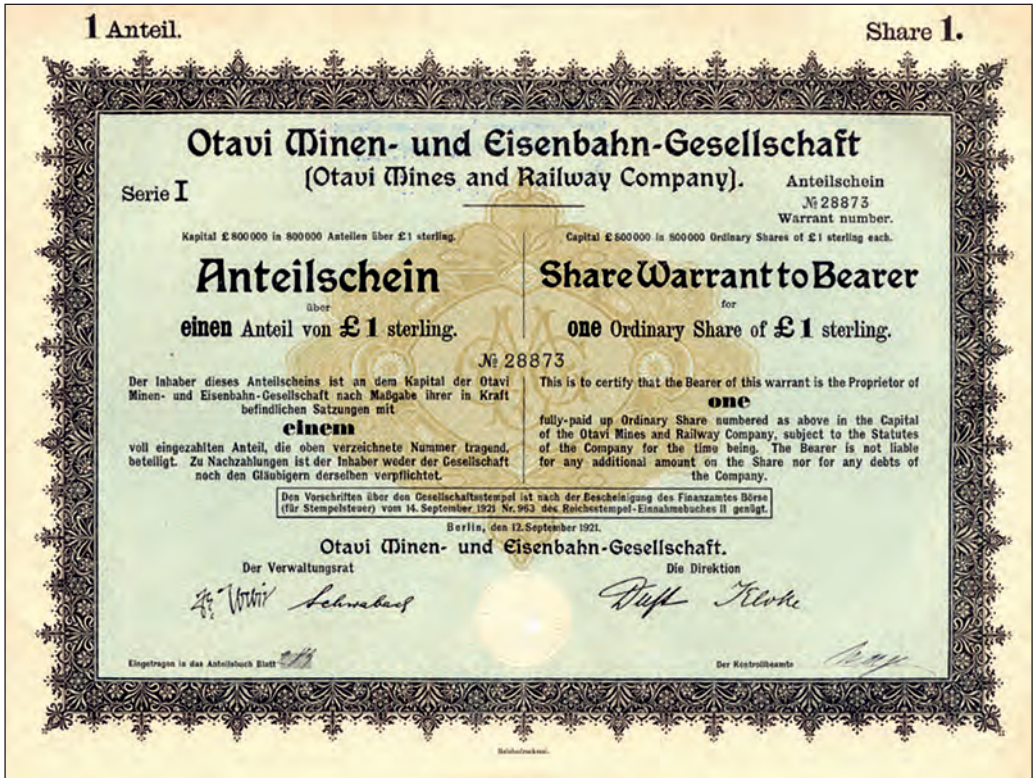 1 Anteil.
Share 1.
Otavi Minen- und Eisenbahn-Gesellschaft
(Otavi Mines and Railway Company).
Serie I
Anteilschein
№ 28873
Warrant number.
Kapital £ 800000 in 800000 Anteilen über £1 sterling.
Anteilschein
über
einen Anteil von £ 1 sterling.
Capital £ 800000 in 800000 Ordinary Shares of £1 sterling each.
Share Warrant to Bearer
for
one Ordinary Share of £ 1 sterling.
№ 28873
Der Inhaber dieses Anteilscheins ist an dem Kapital der Otavi
Minen- und Eisenbahn-Gesellschaft nach Maßgabe ihrer in Kraft
befindlichen Satzungen mit
einem
voll eingezahlten Anteil, die oben verzeichnete Nummer tragend,
beteiligt. Zu Nachzahlungen ist der Inhaber weder der Gesellschaft
noch den Gläubigern derselben verpflichtet.
This is to certify that the Bearer of this warrant is the Proprietor of
one
fully-paid up Ordinary Share numbered as above in the Capital
of the Otavi Mines and Railway Company, subject to the Statutes
of the Company for the time being. The Bearer is not liable
for any additional amount on the Share nor for any debts of
the Company.
Den Vorschriften über den Gesellschaftsstempel ist nach der Bescheinigung des Finanzamtes Börse
(für Stempelsteuer) vom 14. September 1921 Nr. 963 des Reichsstempel-Einnahmebuches II genügt.
Berlin, den 12. September 1921.
Otavi Minen- und Eisenbahn-Gesellschaft.
Der Verwaltungsrat
Die Direktion
Schwabach
Eingetragen in das Anteilsbuch Blatt
Der Kontrollbeamte
Reichsdruckerei.